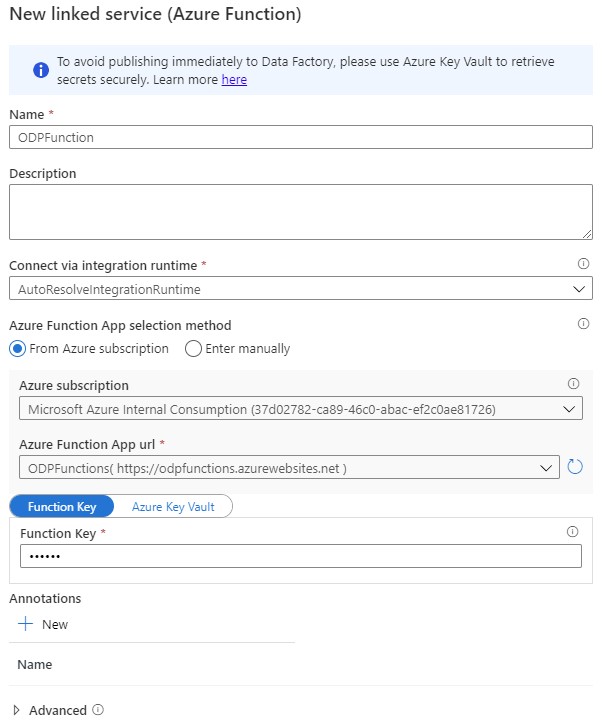 New linked service (Azure Function)
To avoid publishing immediately to Data Factory, please use Azure Key Vault to retrieve
secrets securely. Learn more here
Name *
ODPFunction
Description
Connect via integration runtime *
AutoResolveIntegrationRuntime
Azure Function App selection method
From Azure subscription Enter manually
Azure subscription
Microsoft Azure Internal Consumption (37d02782-ca89-46c0-abac-ef2c0ae81726)
Azure Function App url *
ODPFunctions( https://odpfunctions.azurewebsites.net )
Function Key Azure Key Vault
Function Key *
••••••
Annotations
New
Name
Advanced